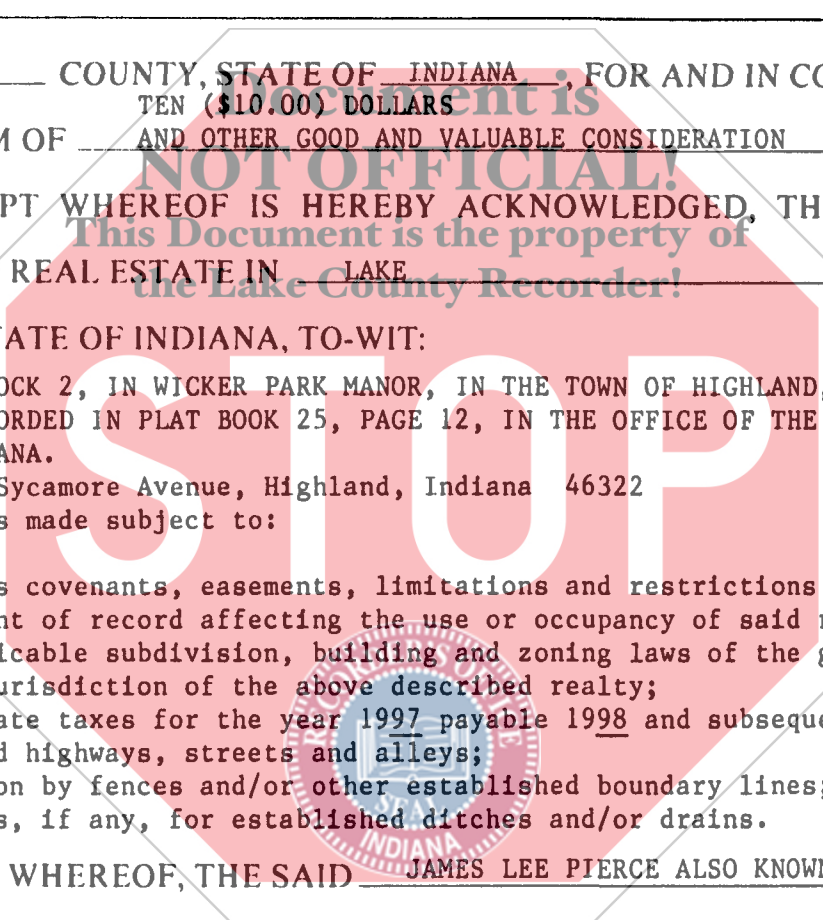 COUNTY, STATE OF INDIANA, FOR AND IN CO
TEN ($10.00) DOLLARS
M OF AND OTHER GOOD AND VALUABLE CONSIDERATION
PT WHEREOF IS HEREBY ACKNOWLEDGED, TH
REAL ESTATE IN LAKE
ATE OF INDIANA, TO-WIT:
OCK 2, IN WICKER PARK MANOR, IN THE TOWN OF HIGHLAND,
ORDED IN PLAT BOOK 25, PAGE 12, IN THE OFFICE OF THE
ANA.
Sycamore Avenue, Highland, Indiana 46322
s made subject to:
s covenants, easements, limitations and restrictions
nt of record affecting the use or occupancy of said r
icable subdivision, building and zoning laws of the g
urisdiction of the above described realty;
ate taxes for the year 1997 payable 1998 and subseque
d highways, streets and alleys;
on by fences and/or other established boundary lines;
s, if any, for established ditches and/or drains.
WHEREOF, THE SAID JAMES LEE PIERCE ALSO KNOWN
Document is
NOT OFFICIAL!
This Document is the property of
the Lake County Recorder!
STOP
RECORDER'S OFFICE
SEAL
INDIANA